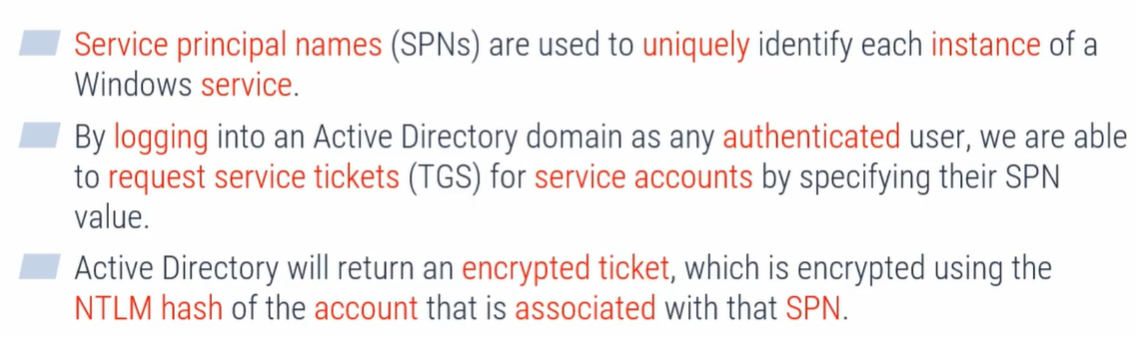 Service principal names (SPNs) are used to uniquely identify each instance of a
Windows service.
By logging into an Active Directory domain as any authenticated user, we are able
to request service tickets (TGS) for service accounts by specifying their SPN
value.
Active Directory will return an encrypted ticket, which is encrypted using the
NTLM hash of the account that is associated with that SPN.